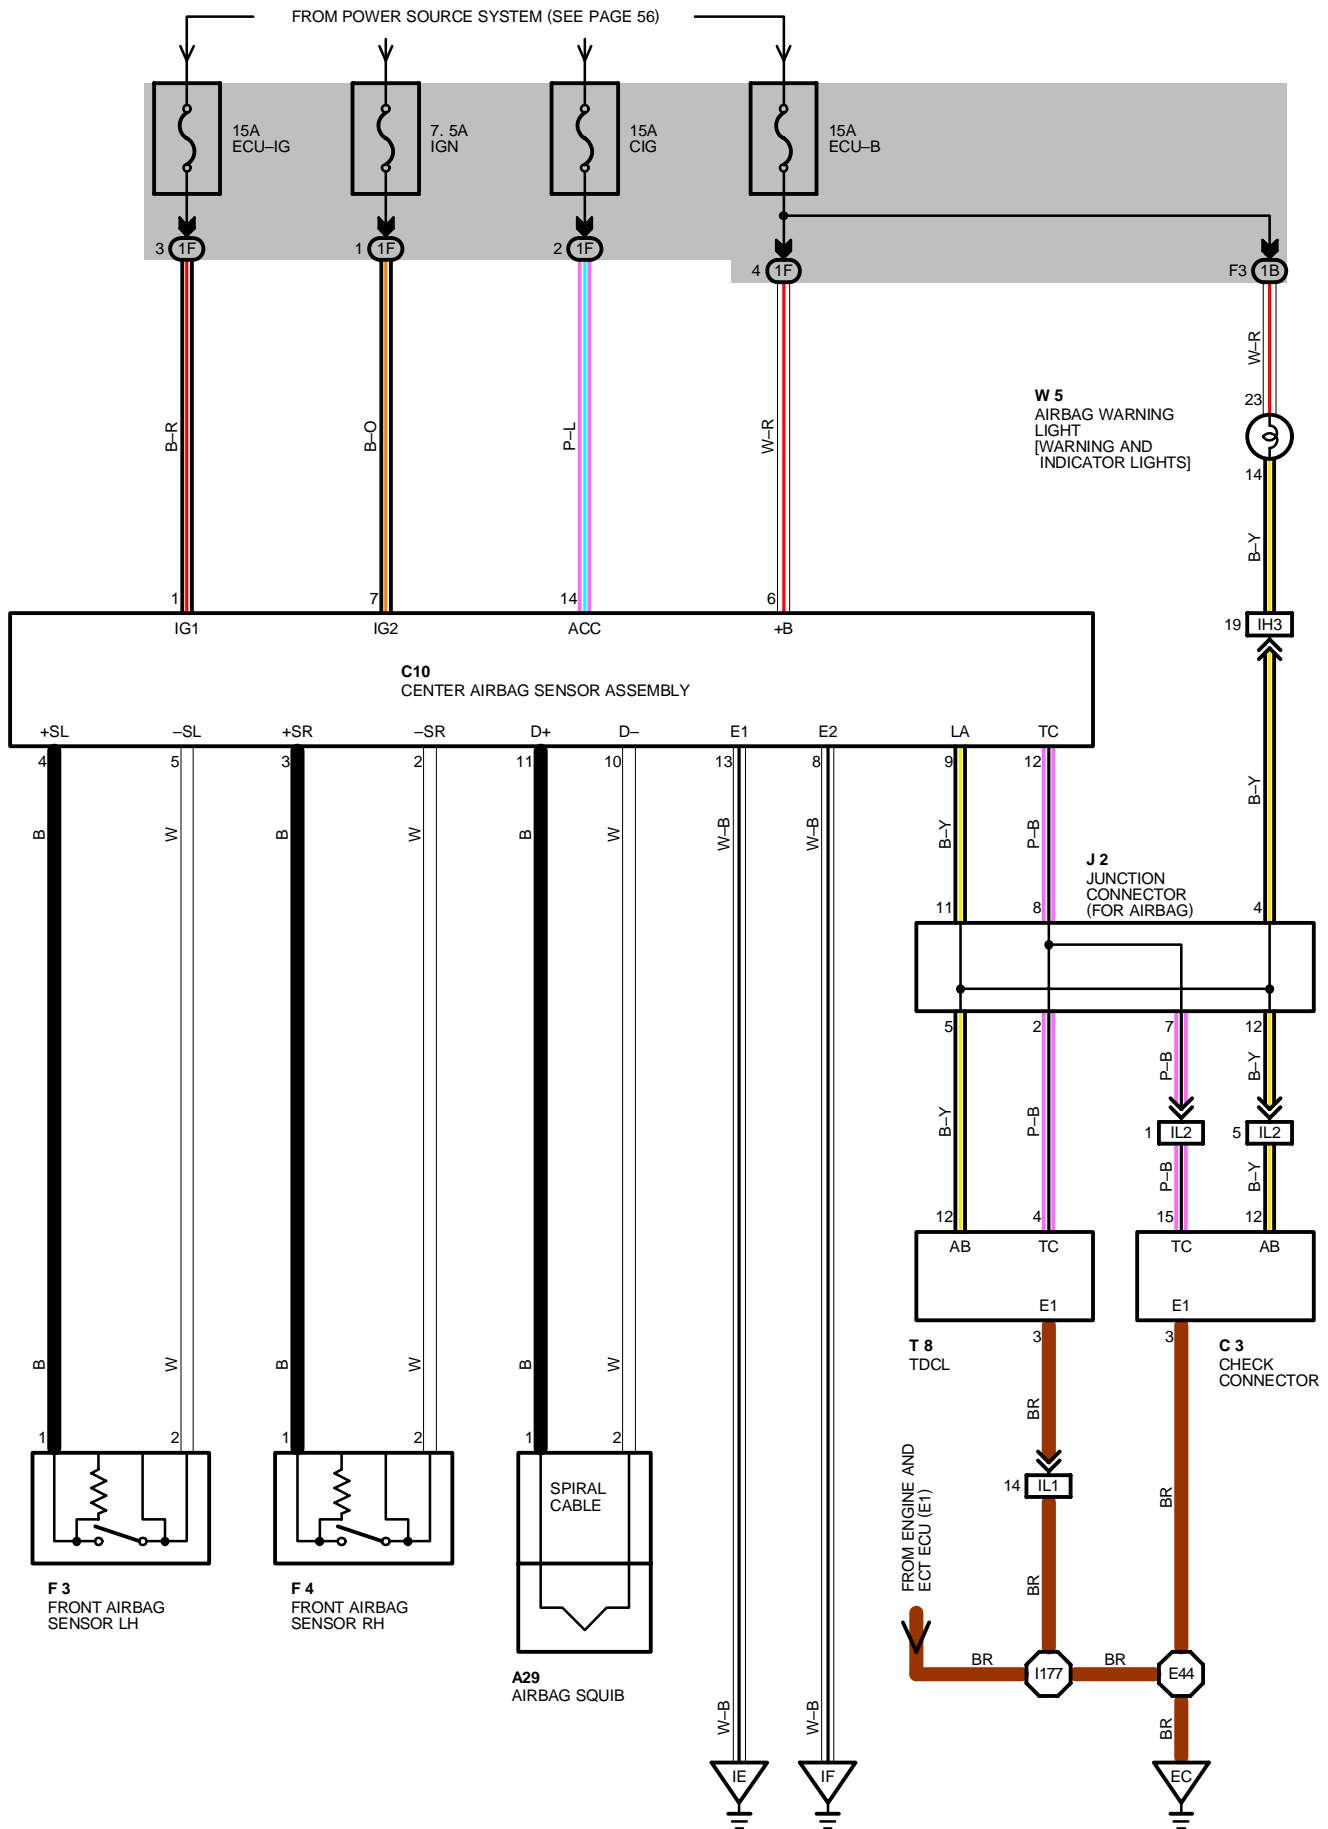 FROM POWER SOURCE SYSTEM (SEE PAGE 56)
15A
ECU–IG
7. 5A
IGN
15A
CIG
15A
ECU–B
3 1F
1 1F
2 1F
4 1F
F3 1B
B–R
B–O
P–L
W–R
W–R
W 5
AIRBAG WARNING
LIGHT
[WARNING AND
INDICATOR LIGHTS]
23
14
B–Y
19 IH3
1 7 14 6
IG1 IG2 ACC +B
C10
CENTER AIRBAG SENSOR ASSEMBLY
+SL –SL +SR –SR D+ D– E1 E2 LA TC
4 5 3 2 11 10 13 8 9 12
B W B W B W W–B W–B B–Y P–B B–Y
J 2
JUNCTION
CONNECTOR
(FOR AIRBAG)
11 8 4
5 2 7 12
B–Y P–B P–B B–Y
1 IL2 5 IL2
P–B B–Y
12 4 15 12
AB TC TC AB
E1 E1
3 3
T 8
TDCL
C 3
CHECK
CONNECTOR
B W B W B W
1 2 1 2 1 2
SPIRAL
CABLE
BR
14 IL1
BR
BR
FROM ENGINE AND
ECT ECU (E1)
F 3
FRONT AIRBAG
SENSOR LH
F 4
FRONT AIRBAG
SENSOR RH
A29
AIRBAG SQUIB
BR I177 BR E44
W–B W–B BR
IE IF EC